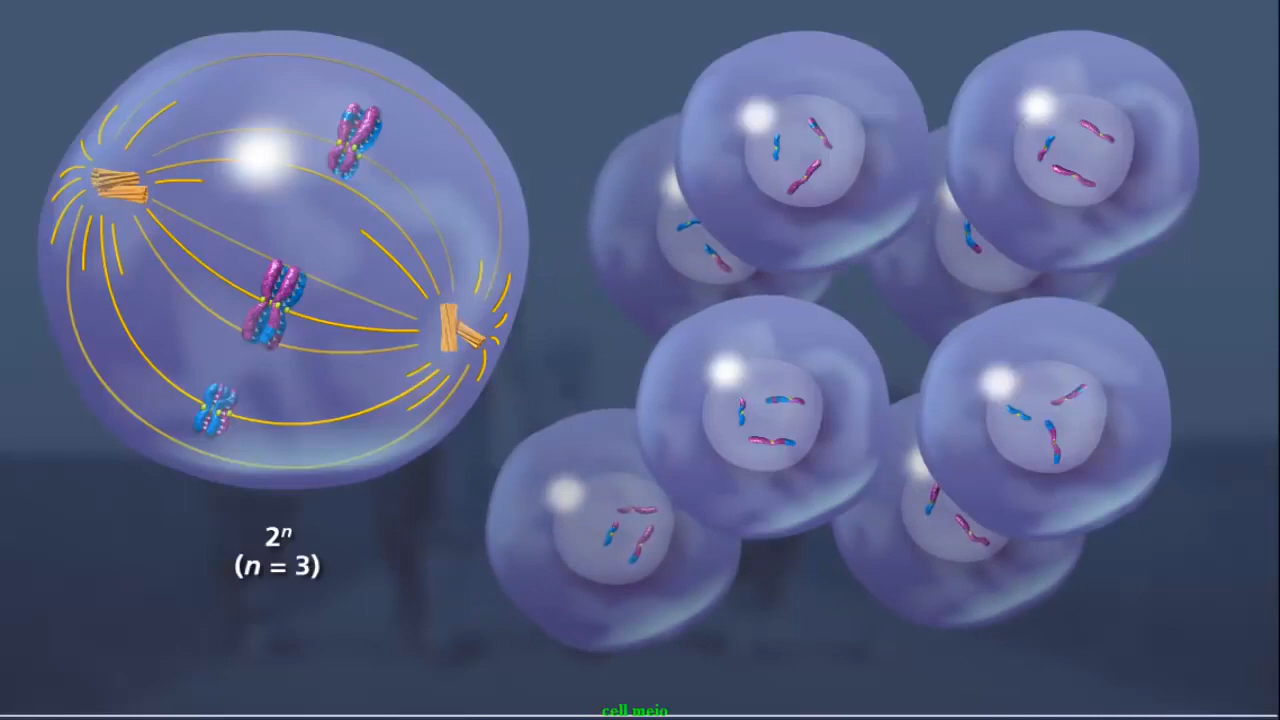 2ⁿ
(n = 3)
cell meio